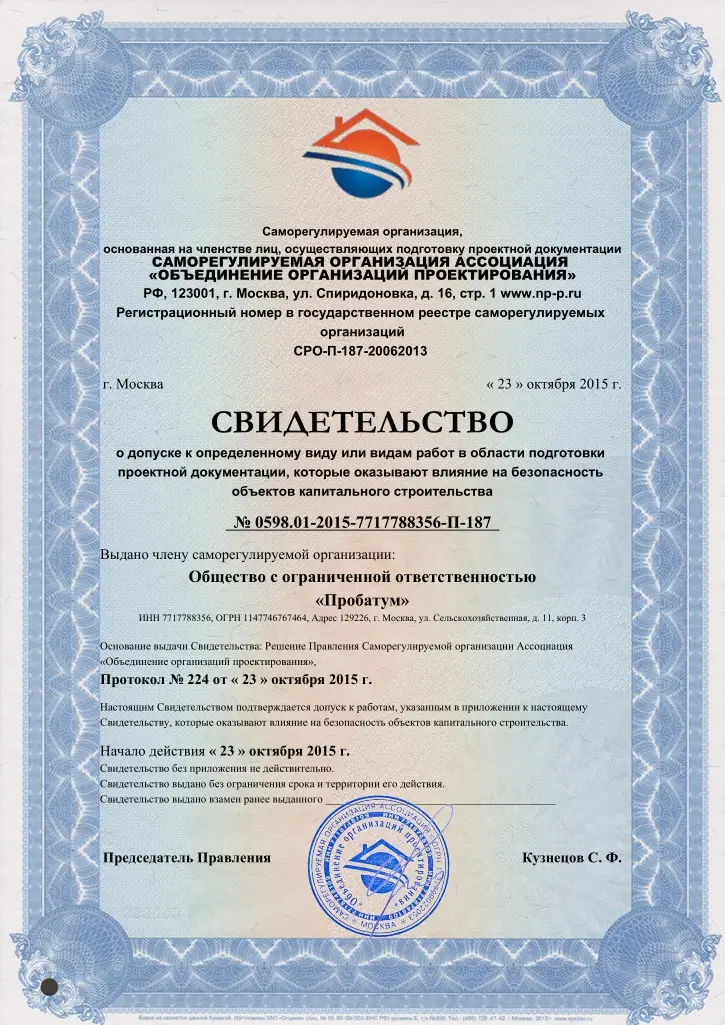 Саморегулируемая организация,
основанная на членстве лиц, осуществляющих подготовку проектной документации
САМОРЕГУЛИРУЕМАЯ ОРГАНИЗАЦИЯ АССОЦИАЦИЯ
«ОБЪЕДИНЕНИЕ ОРГАНИЗАЦИЙ ПРОЕКТИРОВАНИЯ»
РФ, 123001, г. Москва, ул. Спиридоновка, д. 16, стр. 1 www.np-p.ru
Регистрационный номер в государственном реестре саморегулируемых
организаций
СРО-П-187-20062013
г. Москва « 23 » октября 2015 г.
СВИДЕТЕЛЬСТВО
о допуске к определенному виду или видам работ в области подготовки
проектной документации, которые оказывают влияние на безопасность
объектов капитального строительства
№ 0598.01-2015-7717788356-П-187
Выдано члену саморегулируемой организации:
Общество с ограниченной ответственностью
«Пробатум»
ИНН 7717788356, ОГРН 1147746767464, Адрес 129226, г. Москва, ул. Сельскохозяйственная, д. 11, корп. 3
Основание выдачи Свидетельства: Решение Правления Саморегулируемой организации Ассоциация
«Объединение организаций проектирования»,
Протокол № 224 от « 23 » октября 2015 г.
Настоящим Свидетельством подтверждается допуск к работам, указанным в приложении к настоящему
Свидетельству, которые оказывают влияние на безопасность объектов капитального строительства.
Начало действия « 23 » октября 2015 г.
Свидетельство без приложения не действительно.
Свидетельство выдано без ограничения срока и территории его действия.
Свидетельство выдано взамен ранее выданного
САМОРЕГУЛИРУЕМАЯ ОРГАНИЗАЦИЯ АССОЦИАЦИЯ
«Объединение организаций проектирования»
МОСКВА
Председатель Правления Кузнецов С. Ф.